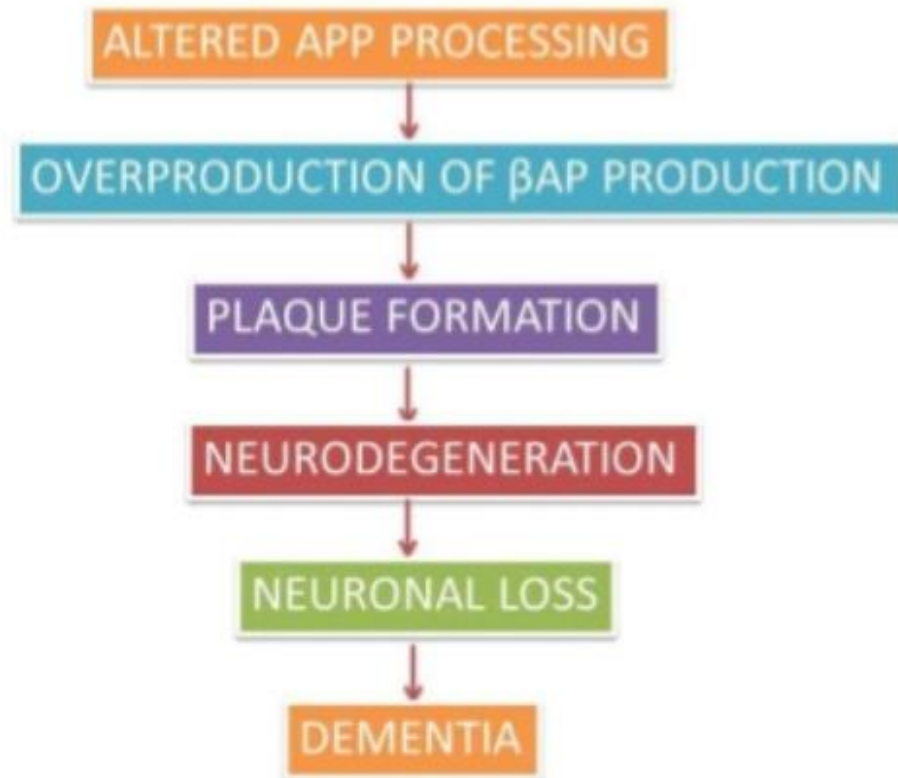 ALTERED APP PROCESSING
OVERPRODUCTION OF βAP PRODUCTION
PLAQUE FORMATION
NEURODEGENERATION
NEURONAL LOSS
DEMENTIA